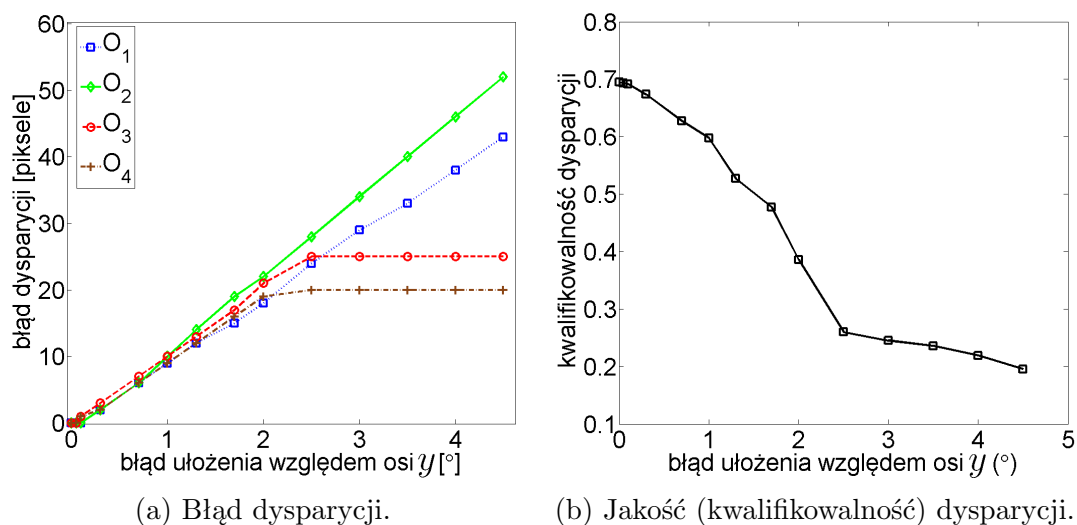 60
50
40
30
20
10
0
0 1 2 3 4
błąd dysparycji [piksele]
błąd ułożenia względem osi y [°]
O1
O2
O3
O4
(a) Błąd dysparycji.
0.8
0.7
0.6
0.5
0.4
0.3
0.2
0.1
0 1 2 3 4 5
kwalifikowalność dysparycji
błąd ułożenia względem osi y (°)
(b) Jakość (kwalifikowalność) dysparycji.